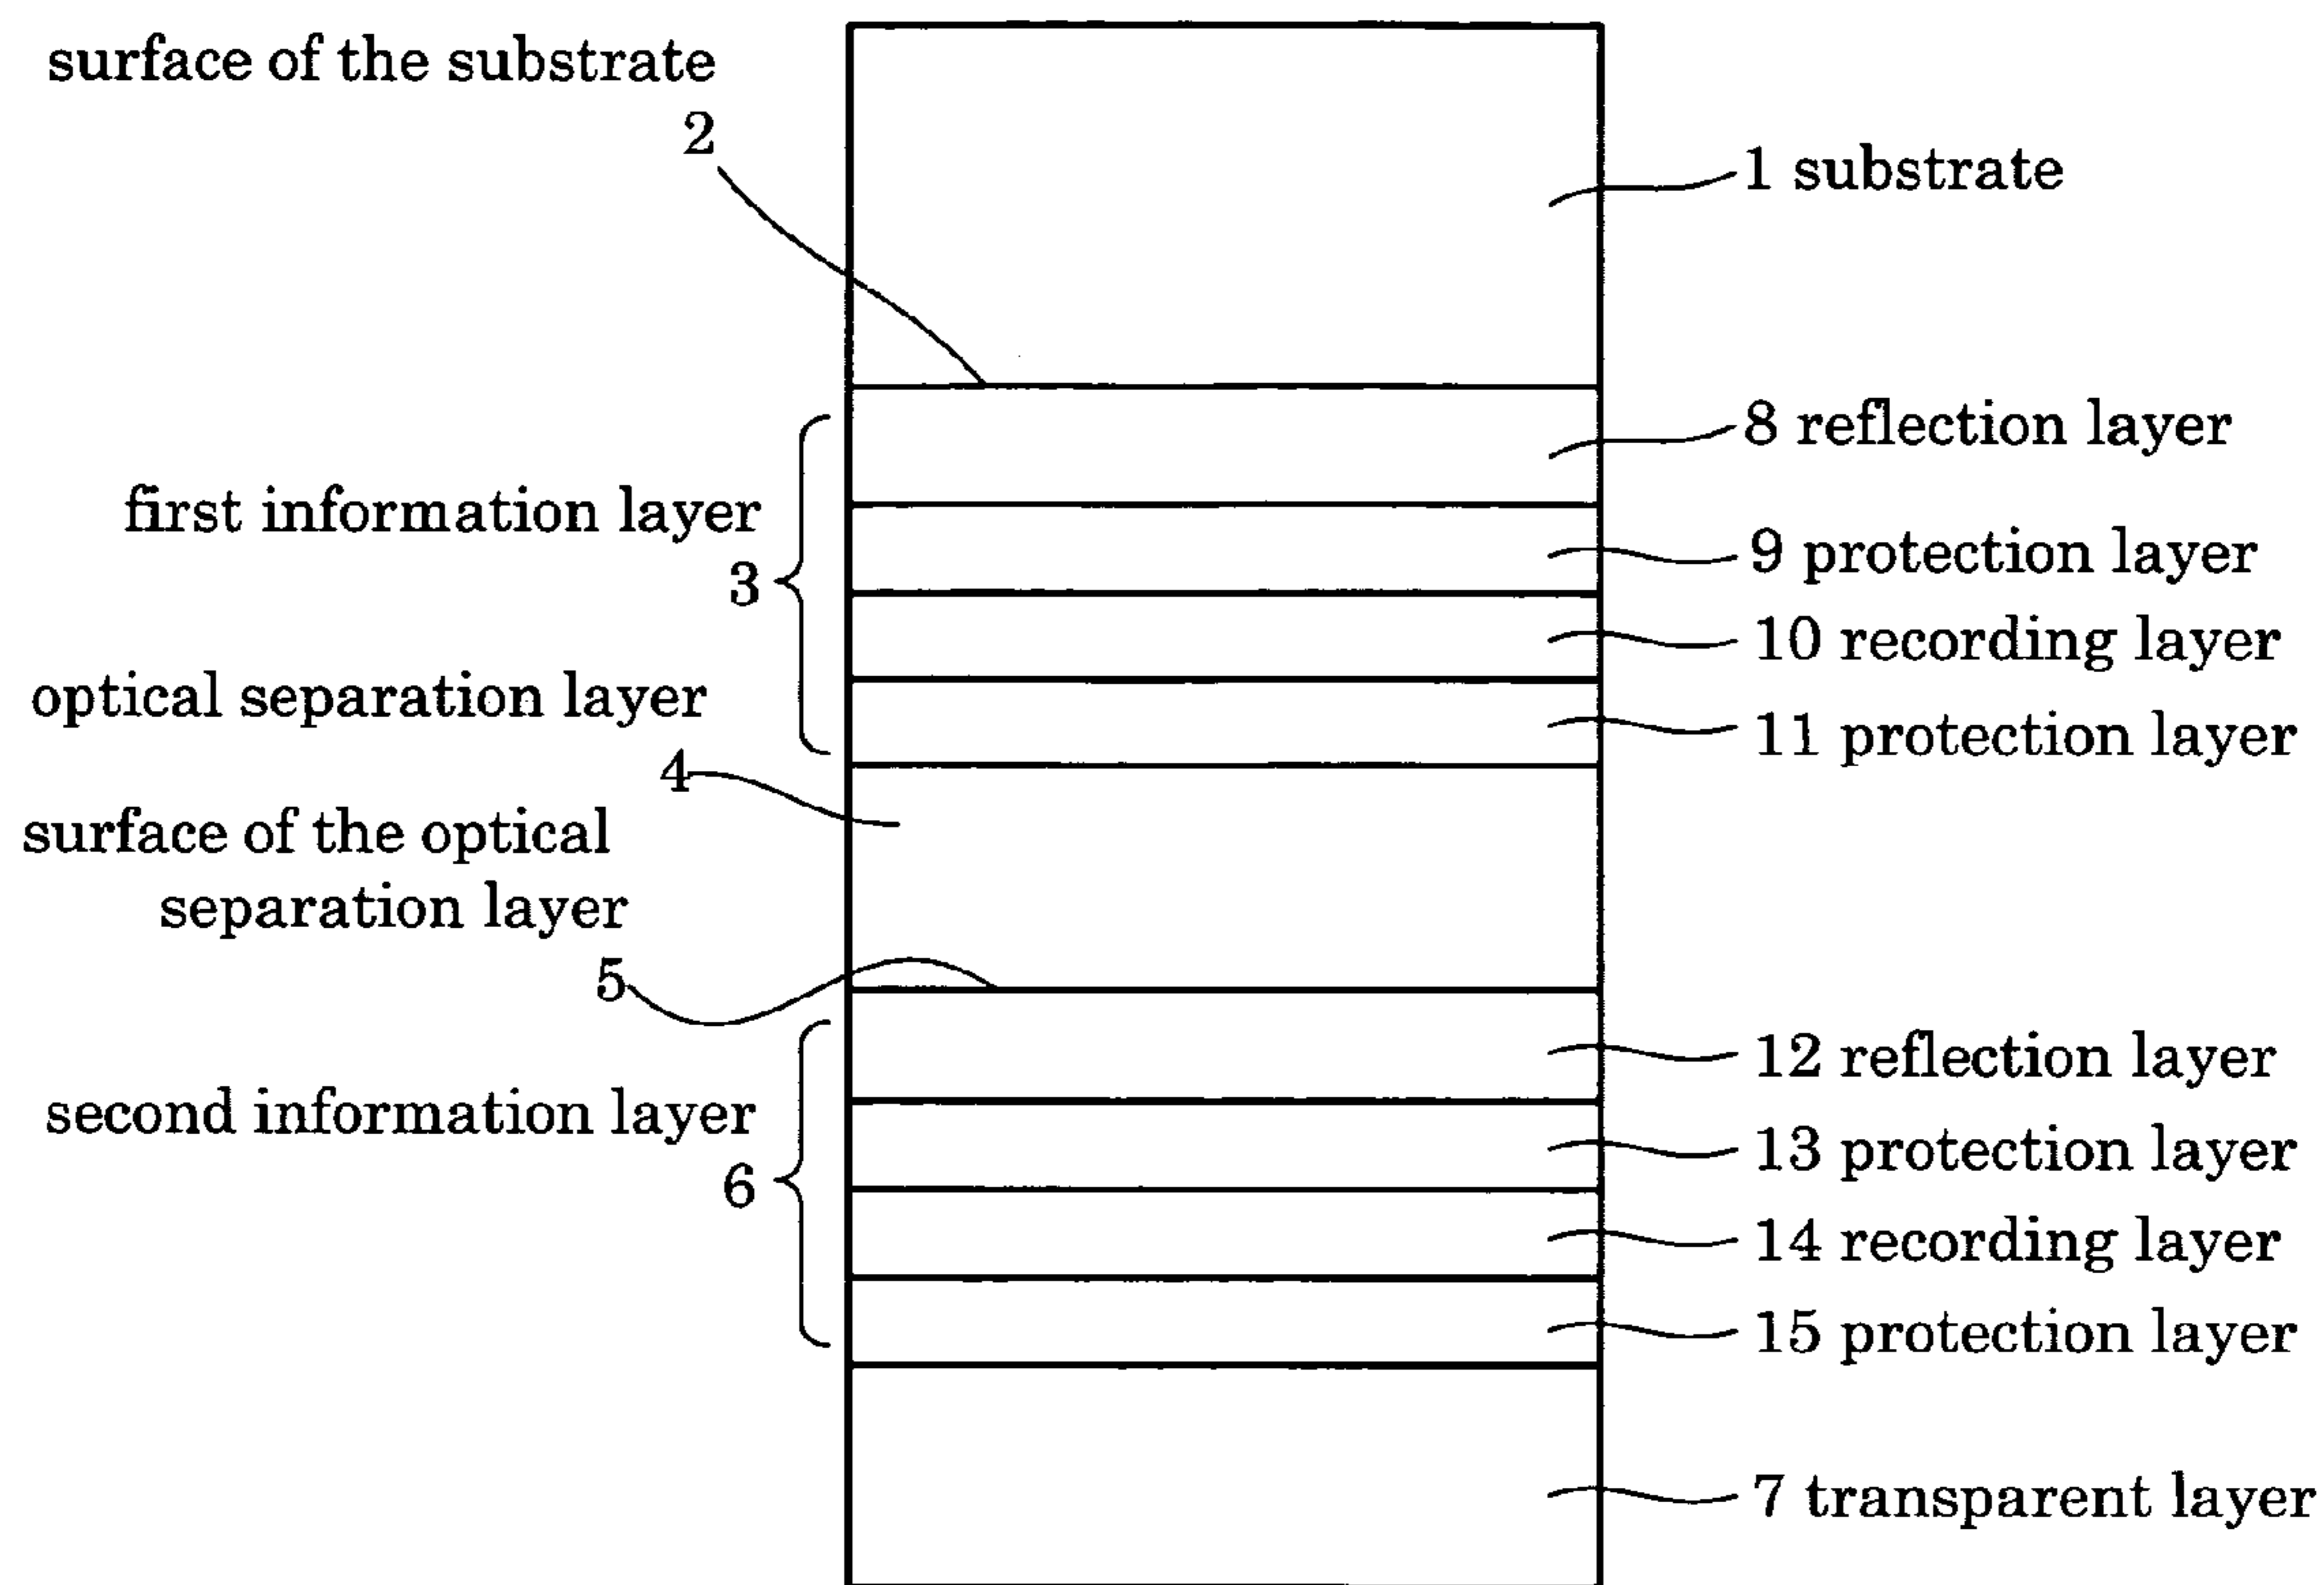 surface of the substrate
2
1 substrate
8 reflection layer
first information layer
3
9 protection layer
10 recording layer
optical separation layer
4
11 protection layer
surface of the optical
separation layer
5
12 reflection layer
second information layer
6
13 protection layer
14 recording layer
15 protection layer
7 transparent layer